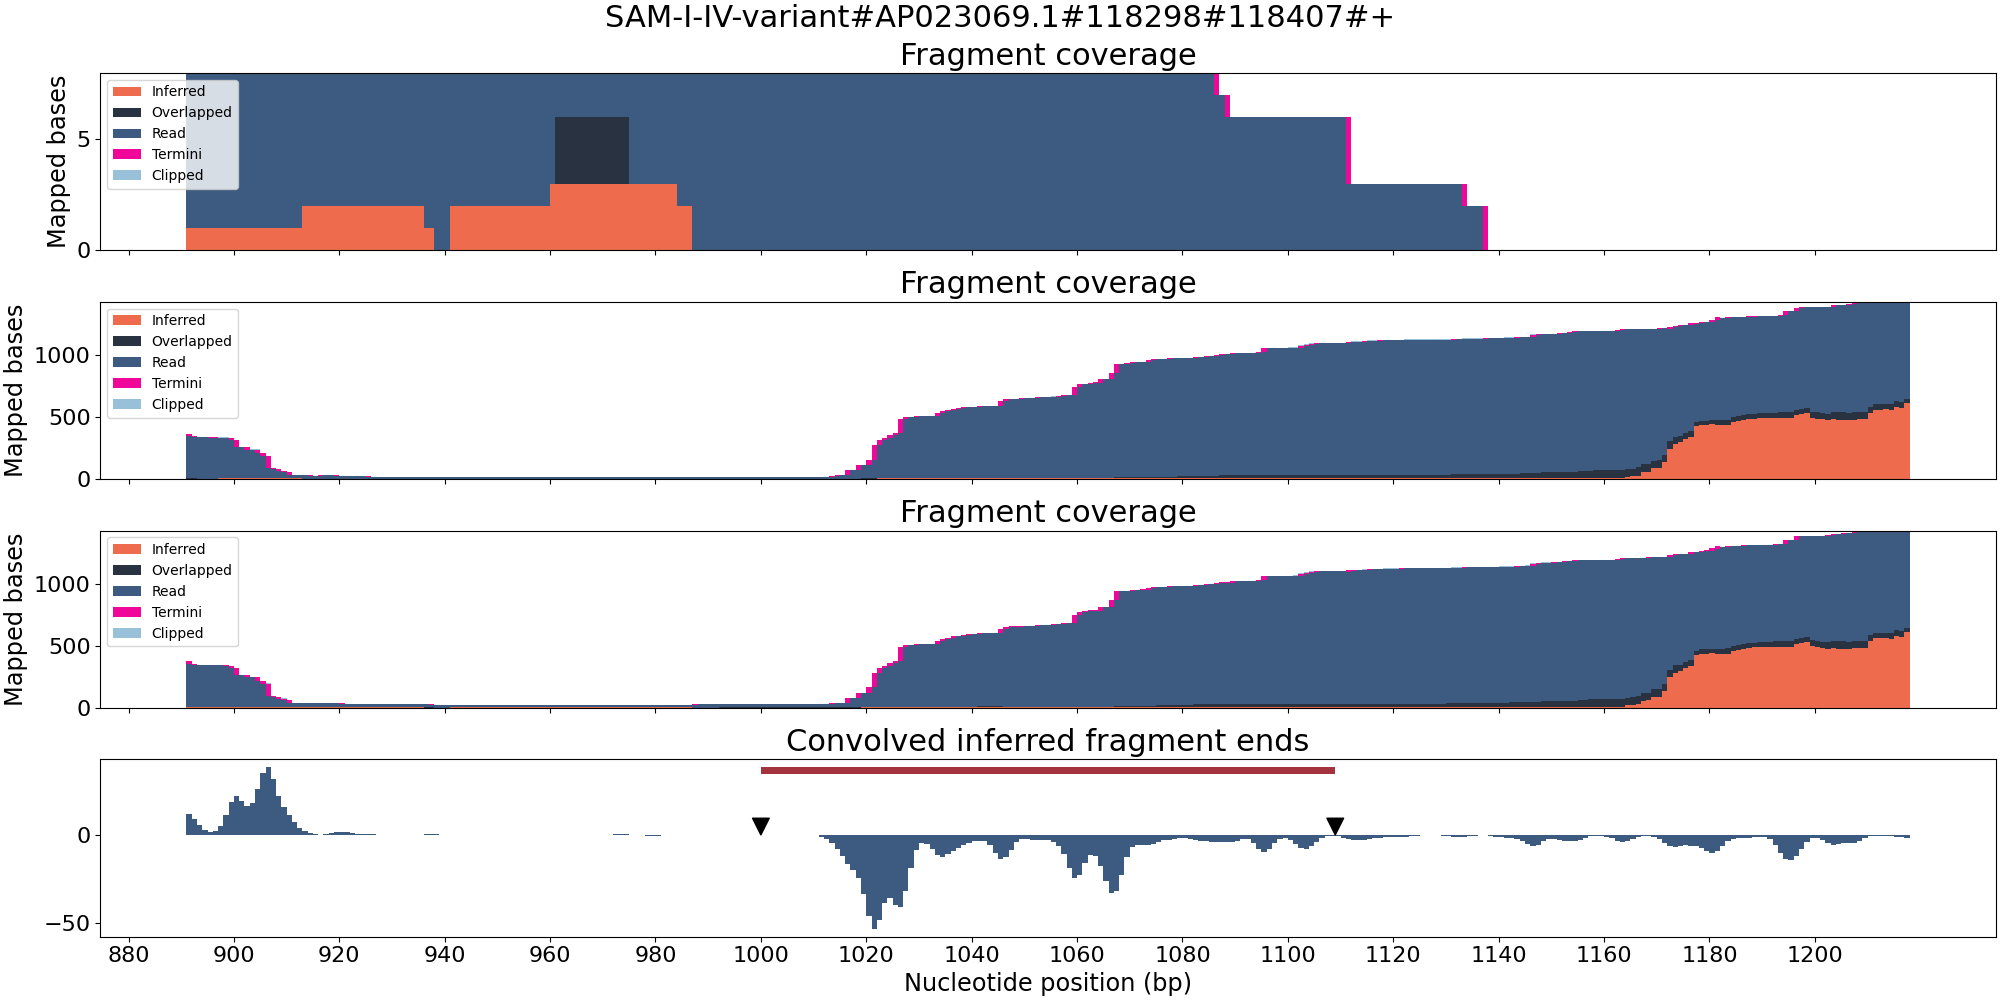 SAM-I-IV-variant#AP023069.1#118298#118407#+
Fragment coverage
Mapped bases
5
0
Inferred
Overlapped
Read
Termini
Clipped
Fragment coverage
Mapped bases
1000
500
0
Inferred
Overlapped
Read
Termini
Clipped
Fragment coverage
Mapped bases
1000
500
0
Inferred
Overlapped
Read
Termini
Clipped
Convolved inferred fragment ends
0
−50
880 900 920 940 960 980 1000 1020 1040 1060 1080 1100 1120 1140 1160 1180 1200
Nucleotide position (bp)